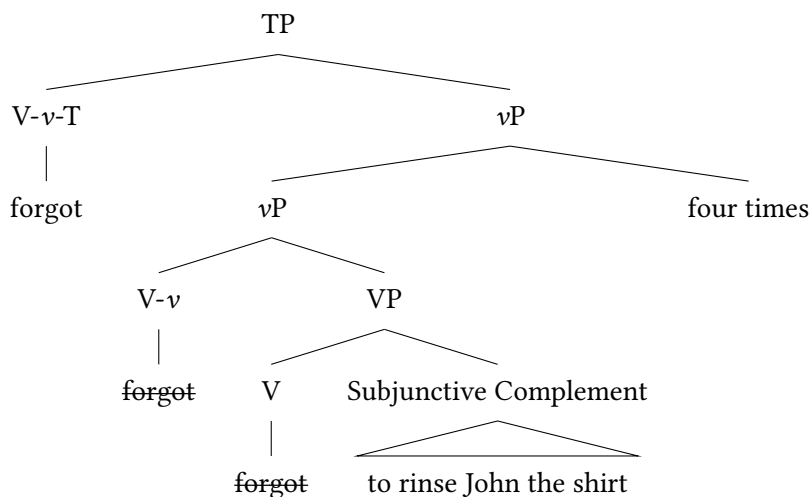 TP
V-v-T vP
forgot vP four times
V-v VP
forgot V Subjunctive Complement
forgot to rinse John the shirt